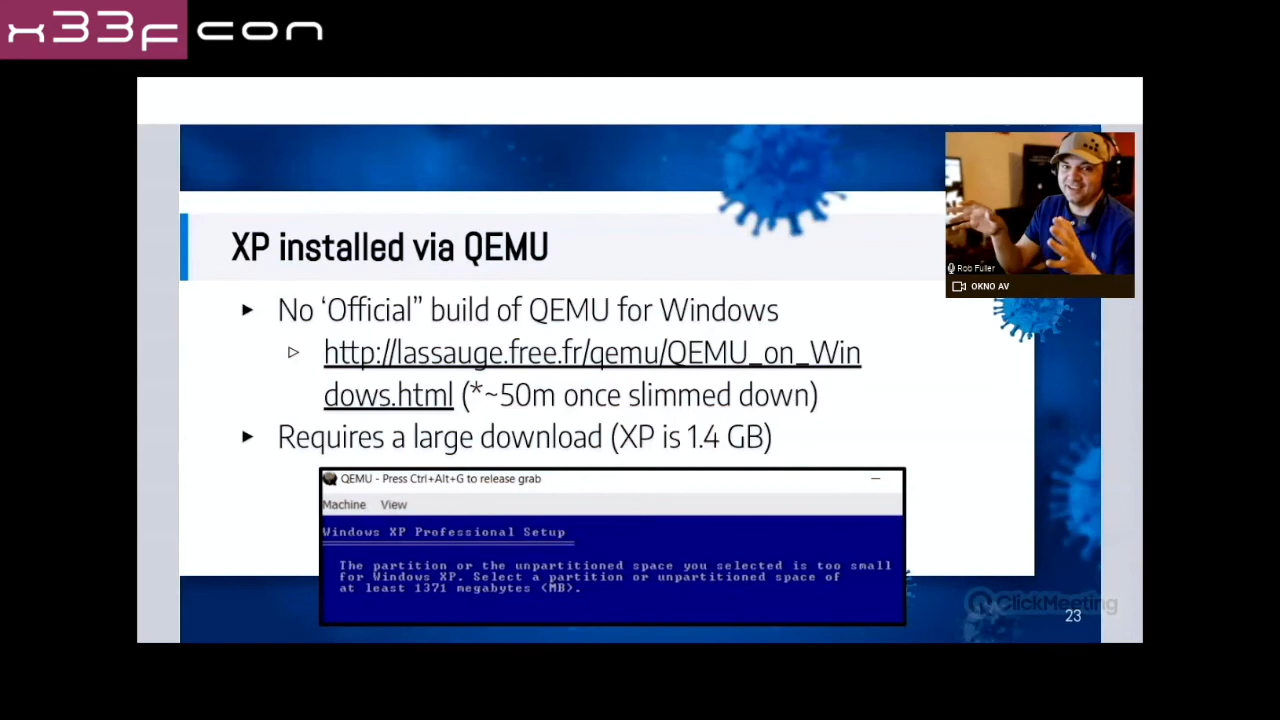 x33fcon
Rob Fuller
OKNO AV
XP installed via QEMU
No ‘Official” build of QEMU for Windows
http://lassauge.free.fr/qemu/QEMU_on_Win
dows.html (*~50m once slimmed down)
Requires a large download (XP is 1.4 GB)
QEMU - Press Ctrl+Alt+G to release grab
Machine View
Windows XP Professional Setup
The partition or the unpartitioned space you selected is too small
for Windows XP. Select a partition or unpartitioned space of
at least 1371 megabytes (MB).
ClickMeeting
23